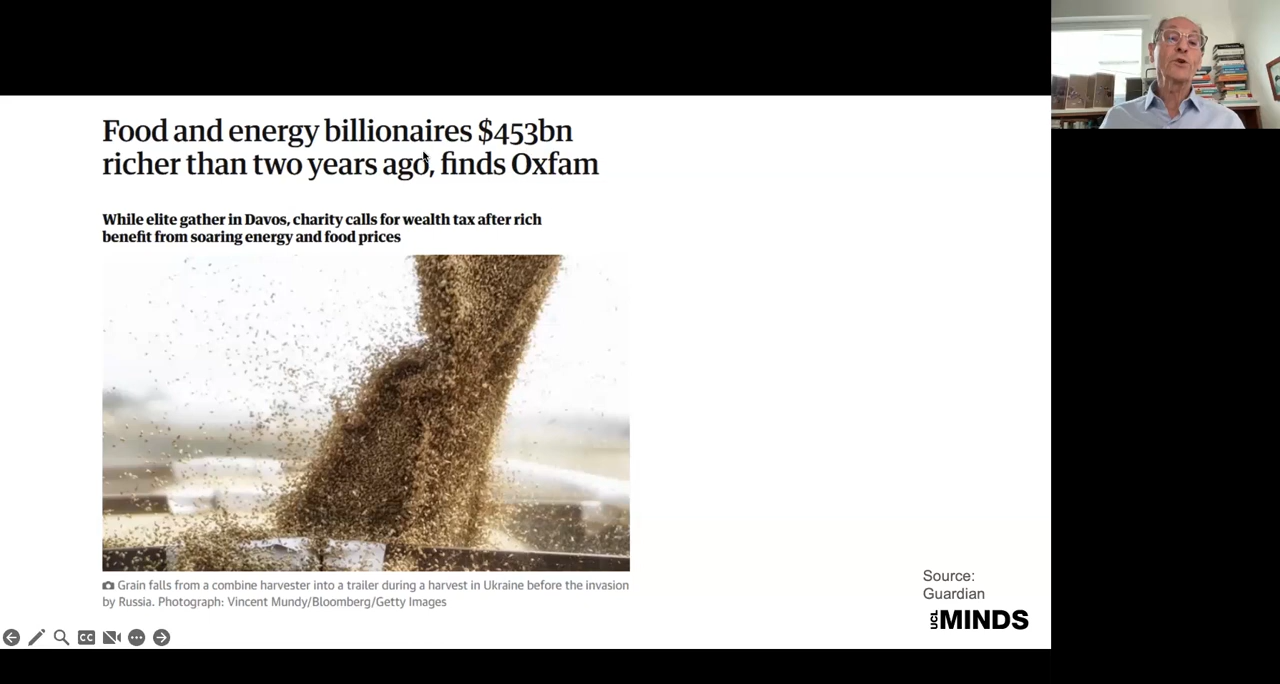 Food and energy billionaires $453bn
richer than two years ago, finds Oxfam
While elite gather in Davos, charity calls for wealth tax after rich
benefit from soaring energy and food prices
Grain falls from a combine harvester into a trailer during a harvest in Ukraine before the invasion
by Russia. Photograph: Vincent Mundy/Bloomberg/Getty Images
Source:
Guardian
UCL MINDS
CC